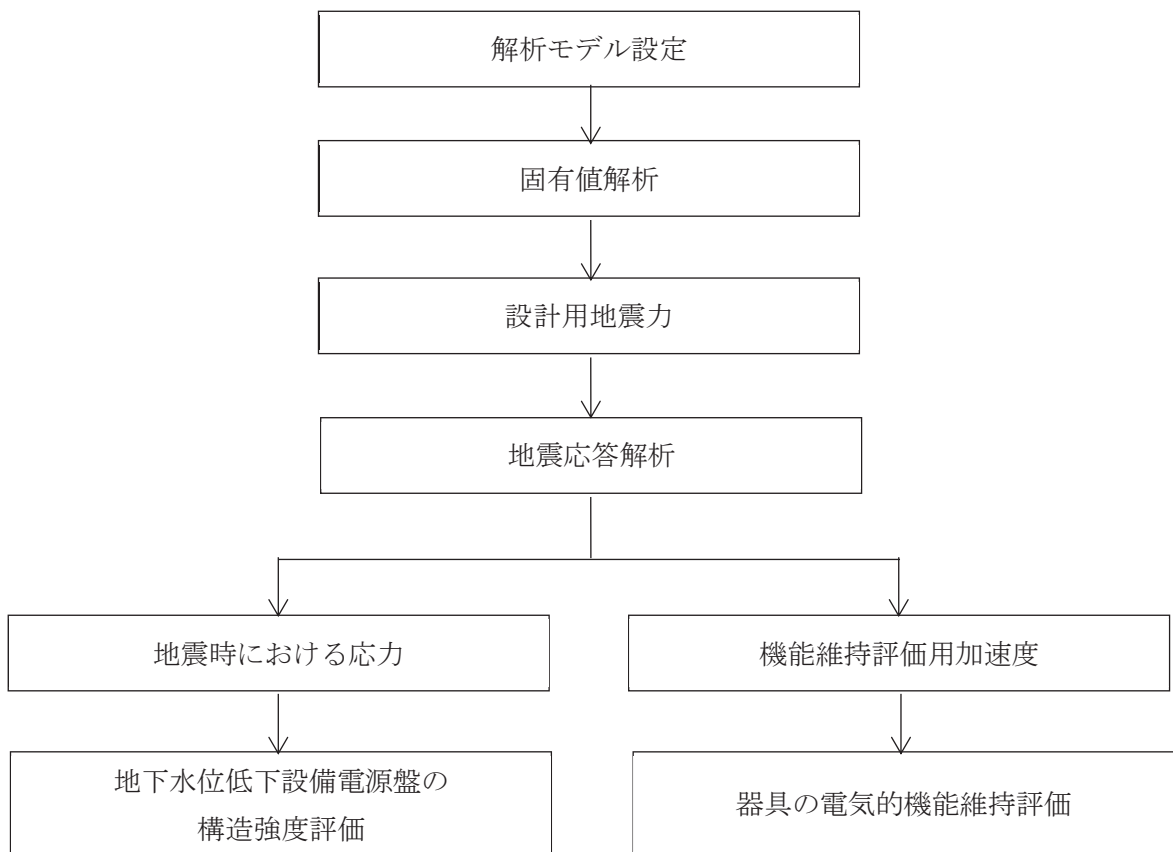 解析モデル設定
固有値解析
設計用地震力
地震応答解析
地震時における応力
機能維持評価用加速度
地下水位低下設備電源盤の
構造強度評価
器具の電気的機能維持評価